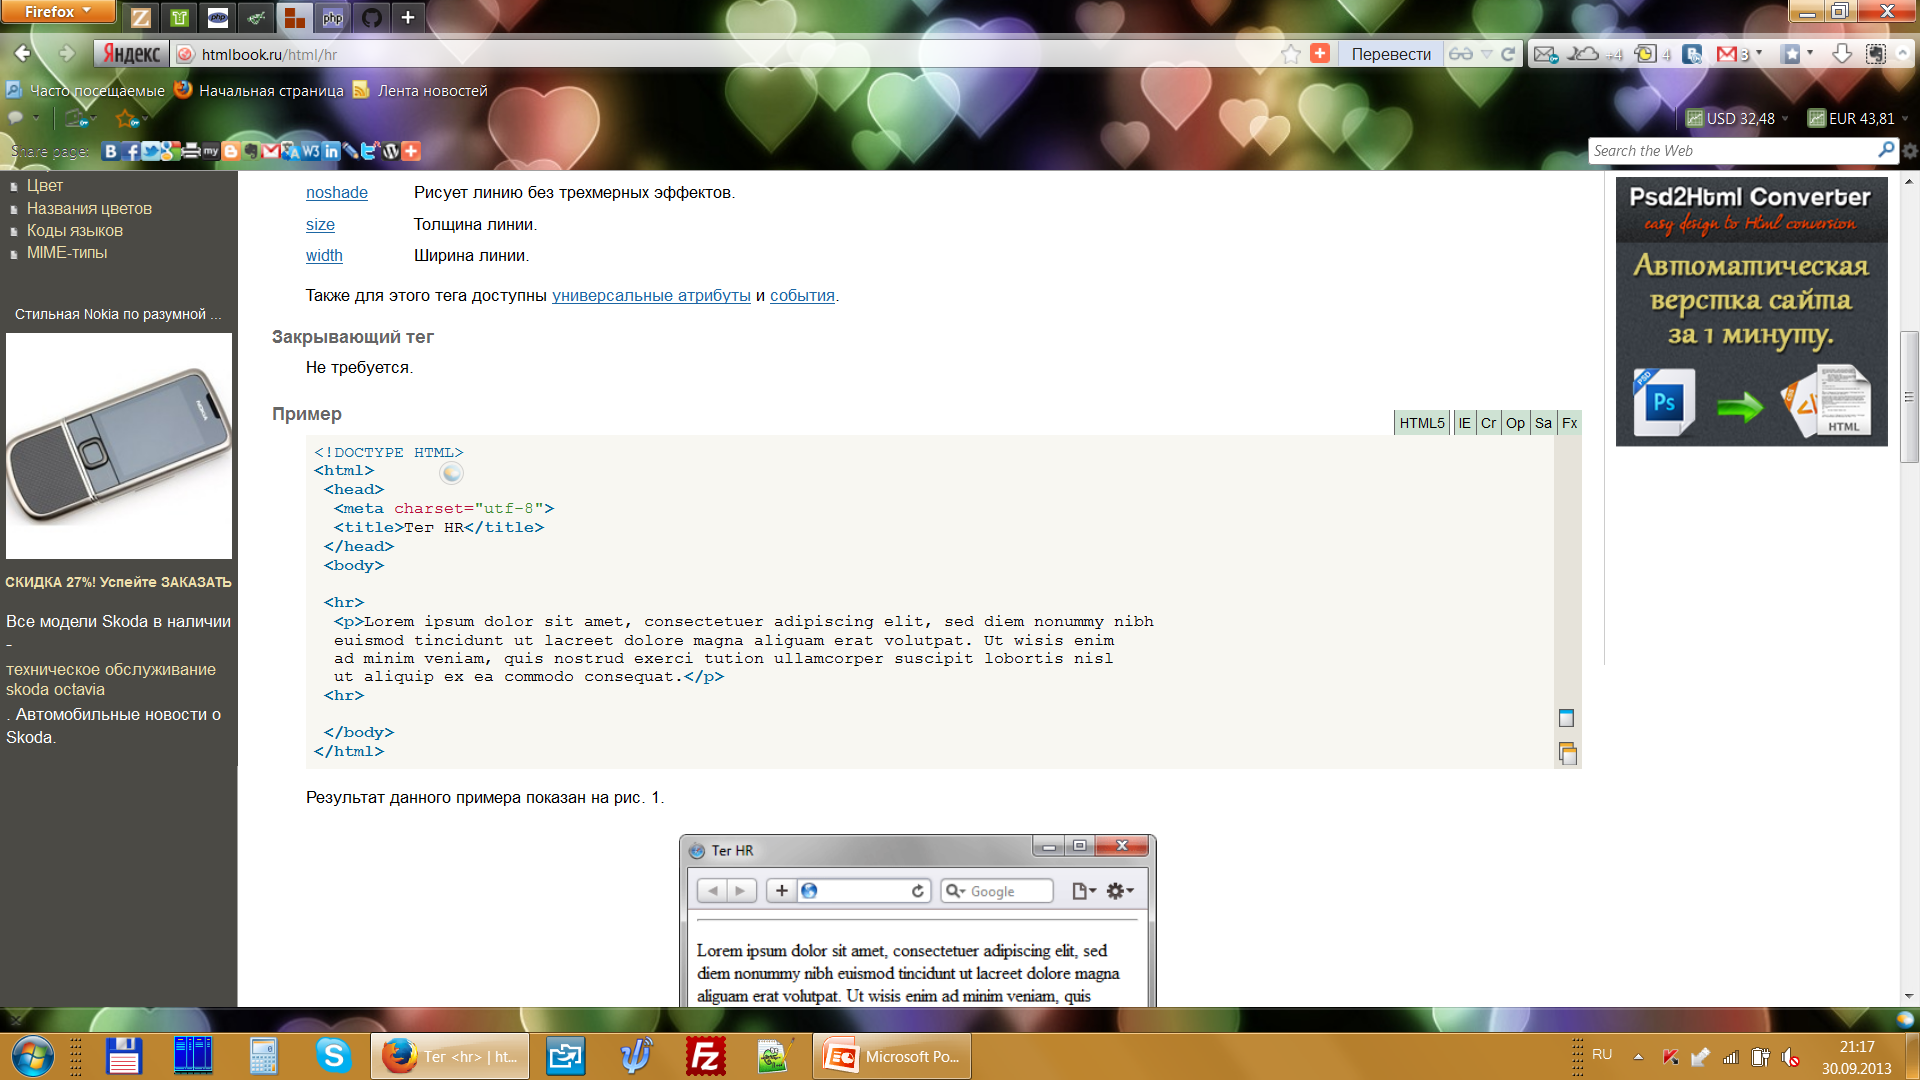 Firefox
Яндекс
htmlbook.ru/html/hr
Перевести
+4
4
3
Часто посещаемые
Начальная страница
Лента новостей
USD 32,48
EUR 43,81
Share page:
Search the Web
Цвет
Названия цветов
Коды языков
MIME-типы
Стильная Nokia по разумной ...
NOKIA
СКИДКА 27%! Успейте ЗАКАЗАТЬ
Все модели Skoda в наличии
-
техническое обслуживание
skoda octavia
. Автомобильные новости о
Skoda.
noshade Рисует линию без трехмерных эффектов.
size Толщина линии.
width Ширина линии.
Также для этого тега доступны универсальные атрибуты и события.
Закрывающий тег
Не требуется.
Пример
HTML5 IE Cr Op Sa Fx
<!DOCTYPE HTML>
<html>
<head>
<meta charset="utf-8">
<title>Тег HR</title>
</head>
<body>
<hr>
<p>Lorem ipsum dolor sit amet, consectetuer adipiscing elit, sed diem nonummy nibh
euismod tincidunt ut lacreet dolore magna aliguam erat volutpat. Ut wisis enim
ad minim veniam, quis nostrud exerci tution ullamcorper suscipit lobortis nisl
ut aliquip ex ea commodo consequat.</p>
<hr>
</body>
</html>
Результат данного примера показан на рис. 1.
Тег HR
Google
Lorem ipsum dolor sit amet, consectetuer adipiscing elit, sed
diem nonummy nibh euismod tincidunt ut lacreet dolore magna
aliguam erat volutpat. Ut wisis enim ad minim veniam, quis
Psd2Html Converter
easy design to Html conversion
Автоматическая
верстка сайта
за 1 минуту.
PSD
Ps
HTML
Тег <hr> | ht...
Microsoft Po...
RU
21:17
30.09.2013